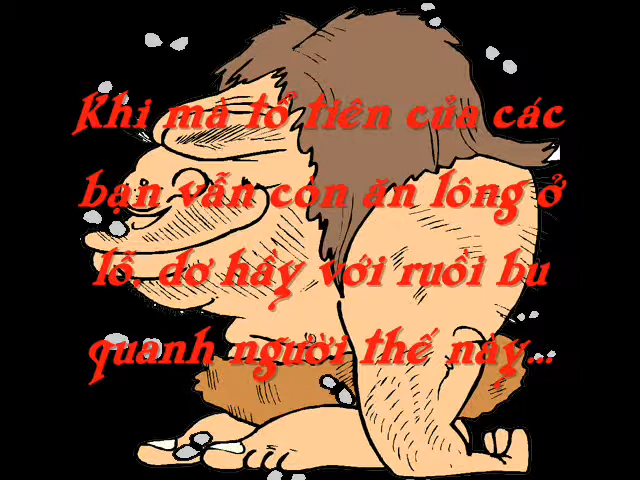 Khi mà tổ tiên của các
bạn vẫn còn ăn lông ở
lỗ, dơ hầy với ruồi bu
quanh người thế này...